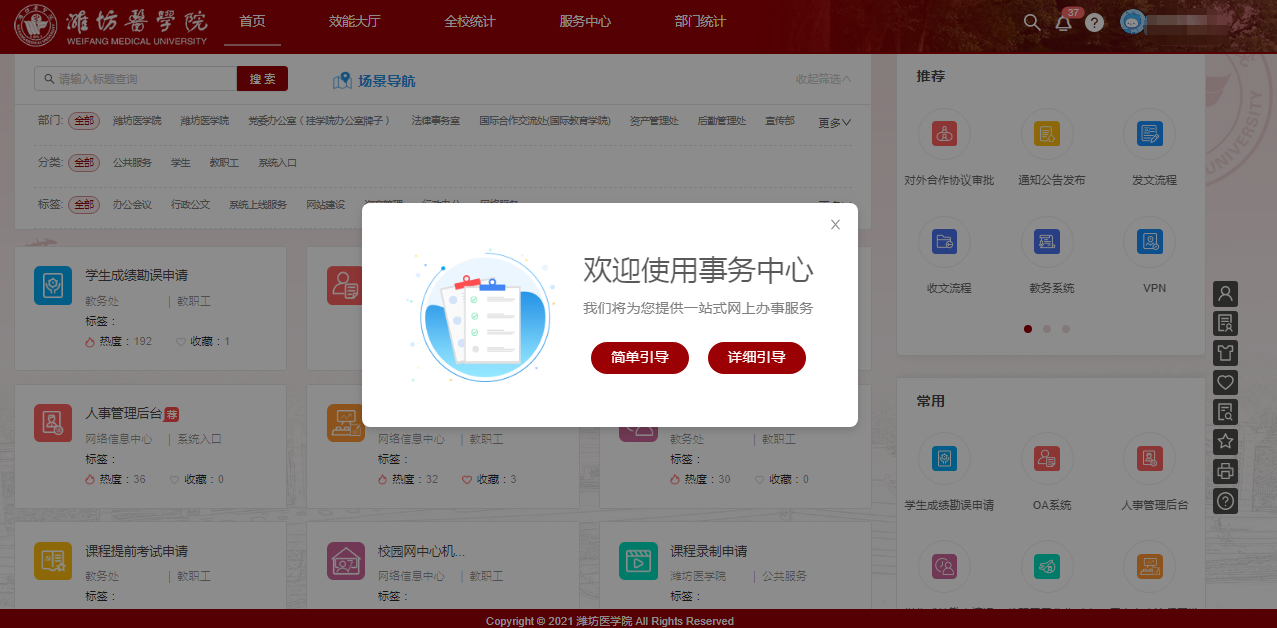 潍坊醫学院
WEIFANG MEDICAL UNIVERSITY
首页 效能大厅 全校统计 服务中心 部门统计
37
请输入标题查询 搜 索 场景导航 收起筛选
部门: 全部 潍坊医学院 潍坊医学院 党委办公室（挂学院办公室牌子） 法律事务室 国际合作交流处(国际教育学院) 资产管理处 后勤管理处 宣传部 更多
分类: 全部 公共服务 学生 教职工 系统入口
标签: 全部 办公会议 行政公文 系统上线服务 网站建设
欢迎使用事务中心
我们将为您提供一站式网上办事服务
简单引导 详细引导
学生成绩勘误申请
教务处 | 教职工
标签：
热度：192 收藏：1
人事管理后台 荐
网络信息中心 | 系统入口
标签：
热度：36 收藏：0
网络信息中心 | 教职工
标签：
热度：32 收藏：3
教务处 | 教职工
标签：
热度：30 收藏：0
课程提前考试申请
教务处 | 教职工
标签：
校园网中心机...
网络信息中心 | 教职工
标签：
课程录制申请
潍坊医学院 | 公共服务
标签：
推荐
对外合作协议审批 通知公告发布 发文流程
收文流程 教务系统 VPN
常用
学生成绩勘误申请 OA系统 人事管理后台
UNIVERSITY
Copyright © 2021 潍坊医学院 All Rights Reserved